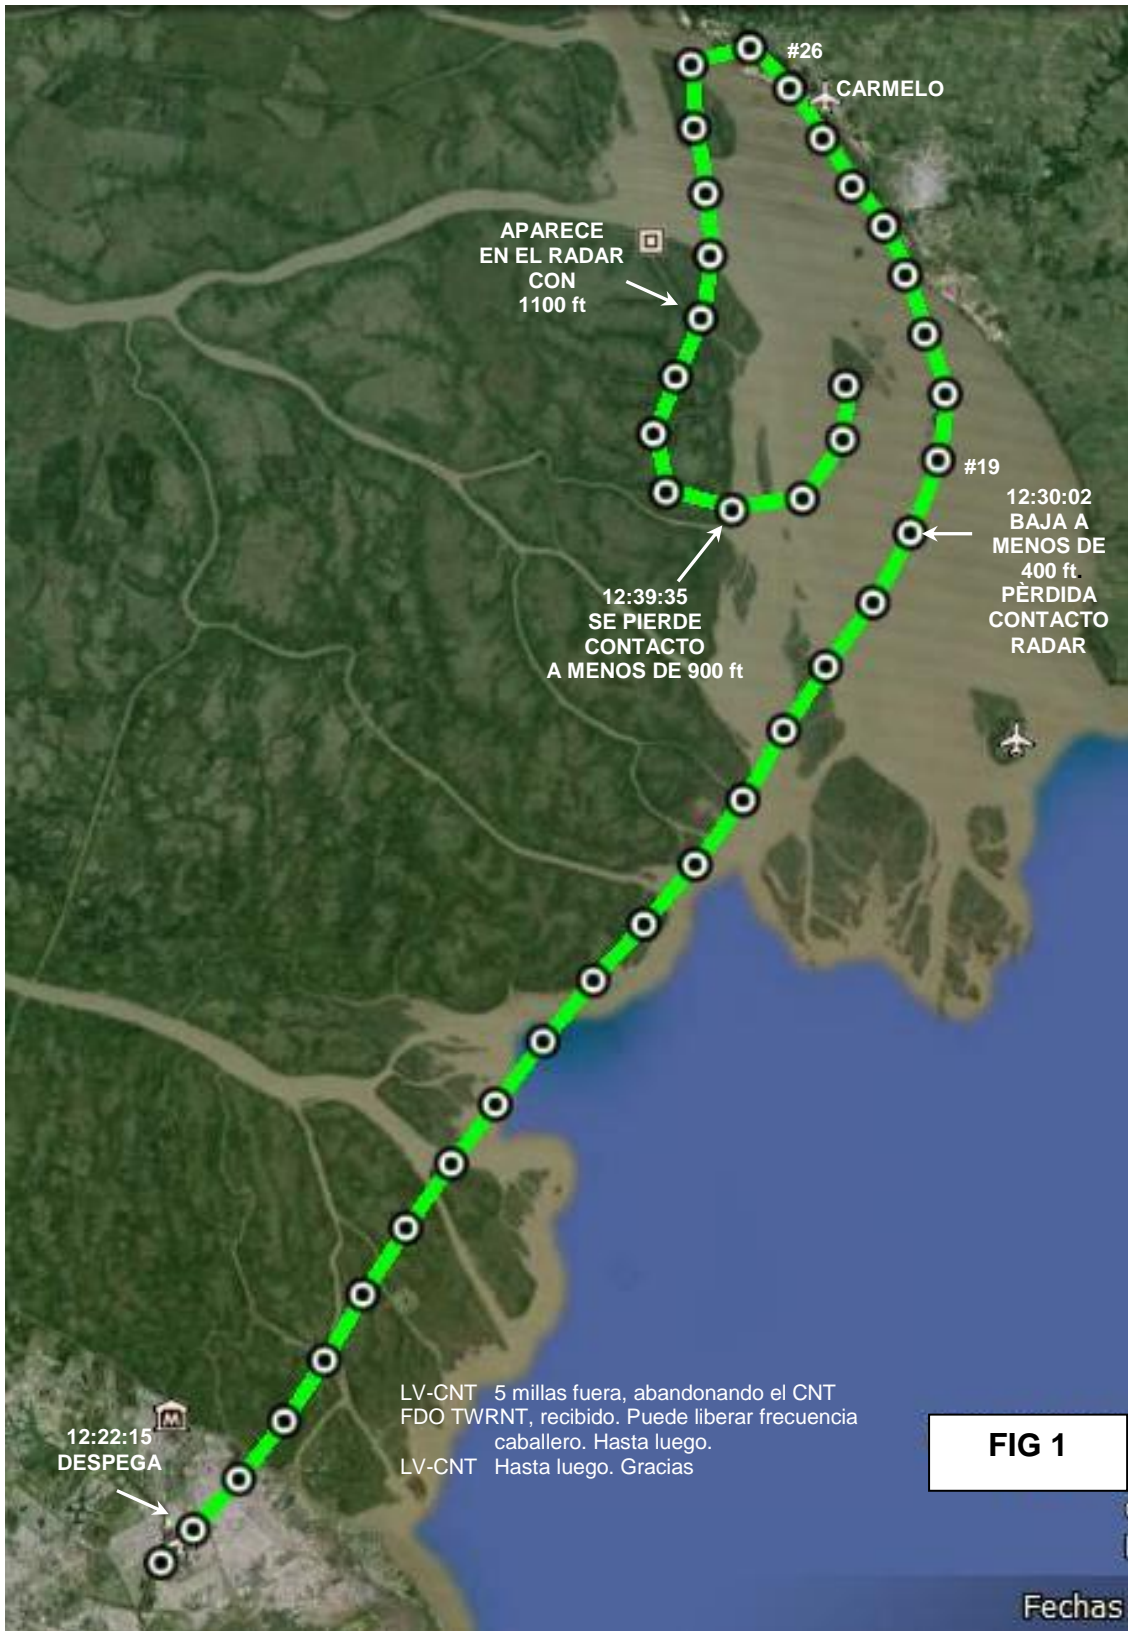 #26
CARMELO
APARECE
EN EL RADAR
CON
1100 ft
#19
12:30:02
BAJA A
MENOS DE
400 ft.
PÈRDIDA
CONTACTO
RADAR
12:39:35
SE PIERDE
CONTACTO
A MENOS DE 900 ft
LV-CNT 5 millas fuera, abandonando el CNT
FDO TWRNT, recibido. Puede liberar frecuencia
caballero. Hasta luego.
LV-CNT Hasta luego. Gracias
M
12:22:15
DESPEGA
FIG 1
Fechas